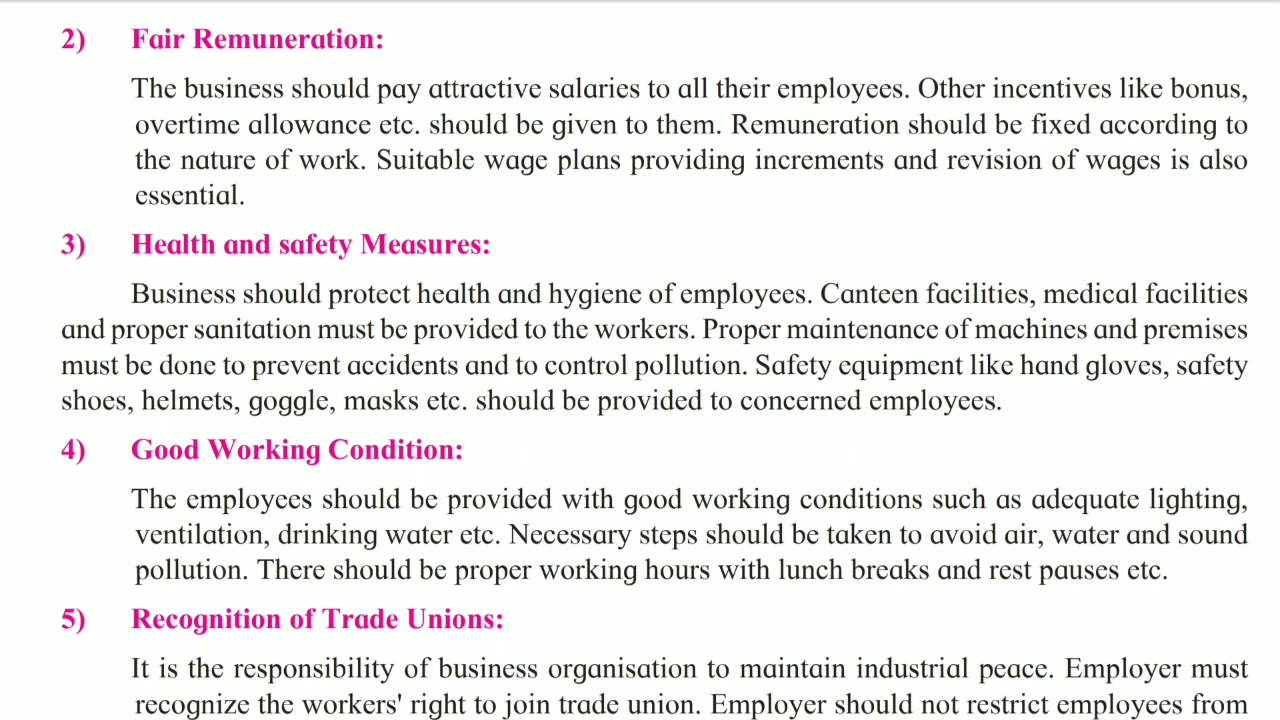 2) Fair Remuneration:
The business should pay attractive salaries to all their employees. Other incentives like bonus,
overtime allowance etc. should be given to them. Remuneration should be fixed according to
the nature of work. Suitable wage plans providing increments and revision of wages is also
essential.
3) Health and safety Measures:
Business should protect health and hygiene of employees. Canteen facilities, medical facilities
and proper sanitation must be provided to the workers. Proper maintenance of machines and premises
must be done to prevent accidents and to control pollution. Safety equipment like hand gloves, safety
shoes, helmets, goggle, masks etc. should be provided to concerned employees.
4) Good Working Condition:
The employees should be provided with good working conditions such as adequate lighting,
ventilation, drinking water etc. Necessary steps should be taken to avoid air, water and sound
pollution. There should be proper working hours with lunch breaks and rest pauses etc.
5) Recognition of Trade Unions:
It is the responsibility of business organisation to maintain industrial peace. Employer must
recognize the workers' right to join trade union. Employer should not restrict employees from